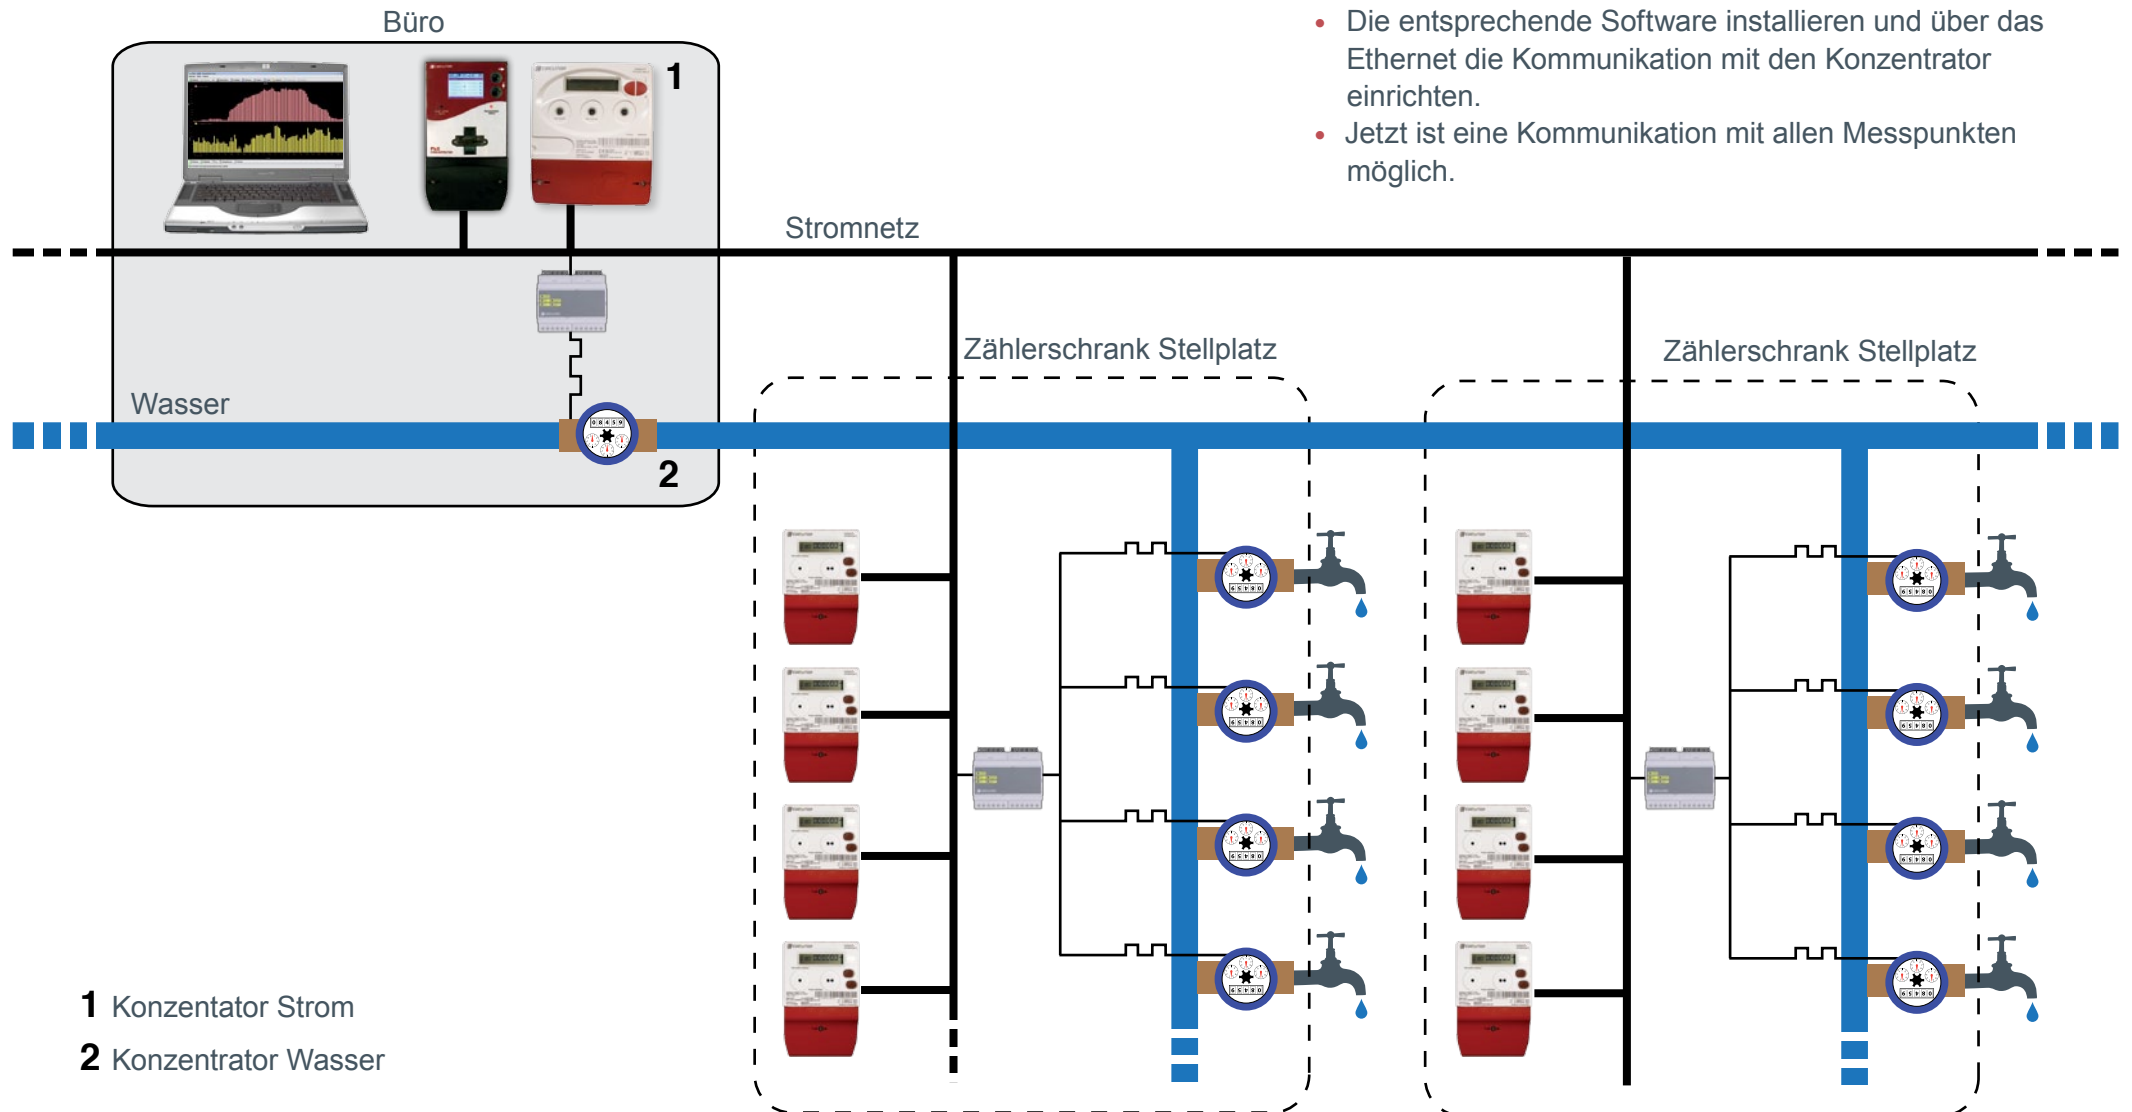 Büro
• Die entsprechende Software installieren und über das
Ethernet die Kommunikation mit den Konzentrator
einrichten.
• Jetzt ist eine Kommunikation mit allen Messpunkten
möglich.
1
Stromnetz
Zählerschrank Stellplatz
Zählerschrank Stellplatz
Wasser
2
1 Konzentator Strom
2 Konzentrator Wasser